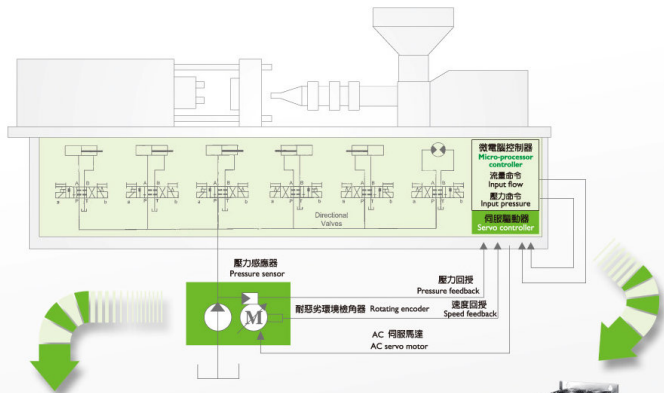 微電腦控制器
Micro-processor
controller
流量命令
Input flow
壓力命令
Input pressure
伺服驅動器
Servo controller
A B
a P T b
A B
a P T b
A B
a P T b
A B
a P T b
A B
a P T b
A B
a P T b
Directional
Valves
壓力感應器
Pressure sensor
壓力回授
Pressure feedback
耐惡劣環境檢角器 Rotating encoder
速度回授
Speed feedback
M
AC 伺服馬達
AC servo motor